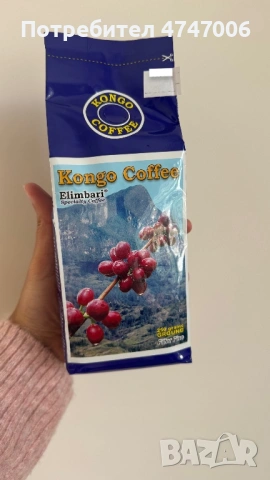 Потребител 4747006
KONGO
COFFEE
Kongo Coffee
Elimbari
Specialty Coffee
GROUND
BAZAR